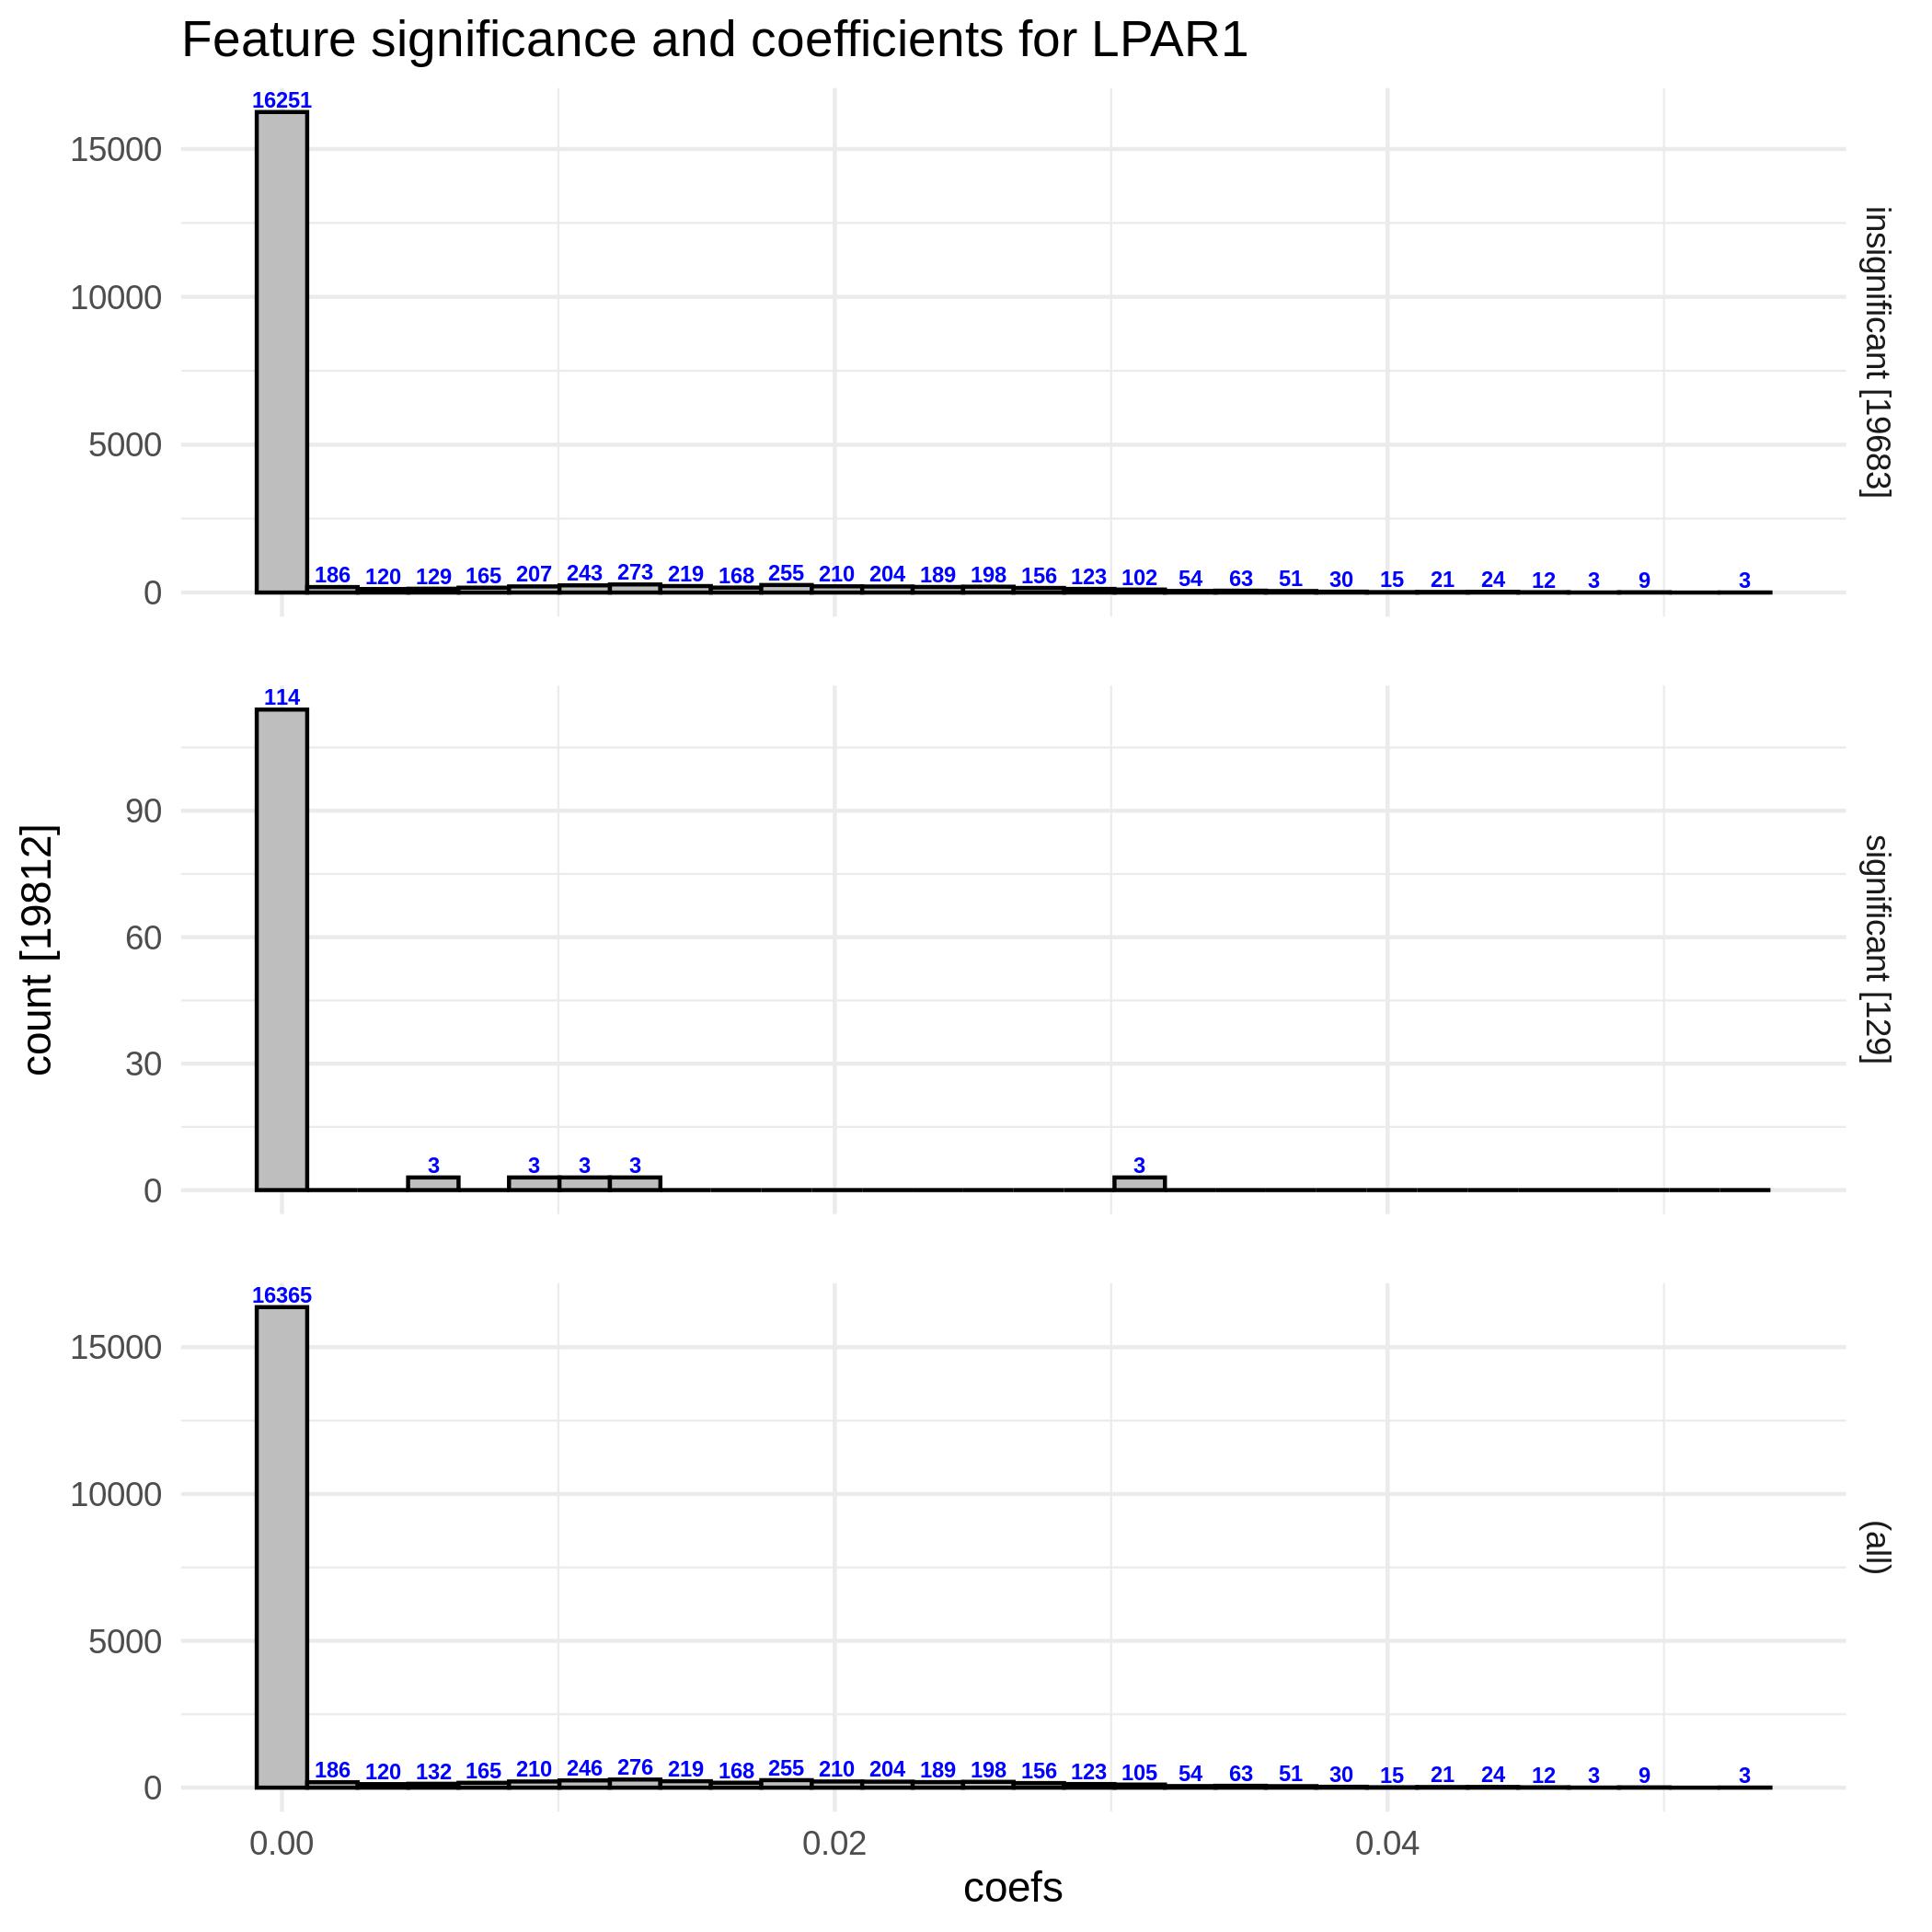 Feature significance and coefficients for LPAR1
16251
15000
10000
5000
0
186 120 129 165 207 243 273 219 168 255 210 204 189 198 156 123 102 54 63 51 30 15 21 24 12 3 9 3
insignificant [19683]
114
90
60
30
0
3 3 3 3 3
significant [129]
count [19812]
16365
15000
10000
5000
0
186 120 132 165 210 246 276 219 168 255 210 204 189 198 156 123 105 54 63 51 30 15 21 24 12 3 9 3
(all)
0.00 0.02 0.04
coefs